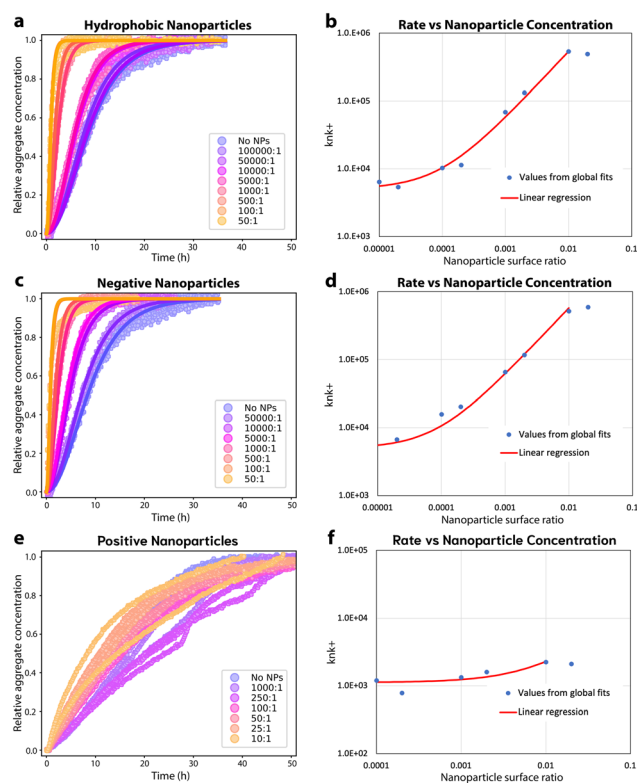 a
Hydrophobic Nanoparticles
Relative aggregate concentration
1.0
0.8
0.6
0.4
0.2
0.0
0 10 20 30 40 50
Time (h)
No NPs
100000:1
50000:1
10000:1
5000:1
1000:1
500:1
100:1
50:1
b
Rate vs Nanoparticle Concentration
knk+
1.E+06
1.0E+05
1.0E+04
1.E+03
0.00001 0.0001 0.001 0.01 0.1
Nanoparticle surface ratio
Values from global fits
Linear regression
c
Negative Nanoparticles
Relative aggregate concentration
1.0
0.8
0.6
0.4
0.2
0.0
0 10 20 30 40 50
Time (h)
No NPs
50000:1
10000:1
5000:1
1000:1
500:1
100:1
50:1
d
Rate vs Nanoparticle Concentration
knk+
1.0E+06
1.0E+05
1.0E+04
1.0E+03
0.00001 0.0001 0.001 0.01 0.1
Nanoparticle surface ratio
Values from global fits
Linear regression
e
Positive Nanoparticles
Relative aggregate concentration
1.0
0.8
0.6
0.4
0.2
0.0
0 10 20 30 40 50
Time (h)
No NPs
1000:1
250:1
100:1
50:1
25:1
10:1
f
Rate vs Nanoparticle Concentration
knk+
1.0E+05
1.0E+04
1.0E+03
1.0E+02
0.0001 0.001 0.01 0.1
Nanoparticle surface ratio
Values from global fits
Linear regression